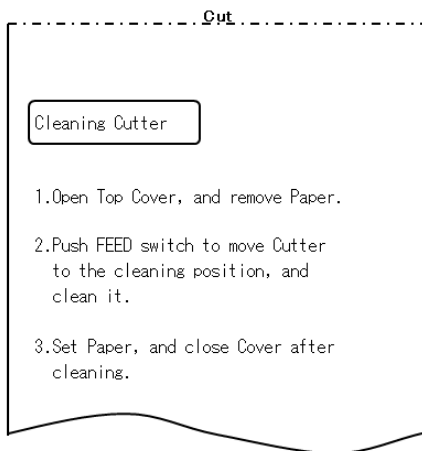 Cut
Cleaning Cutter
1.Open Top Cover, and remove Paper.
2.Push FEED switch to move Cutter
to the cleaning position, and
clean it.
3.Set Paper, and close Cover after
cleaning.